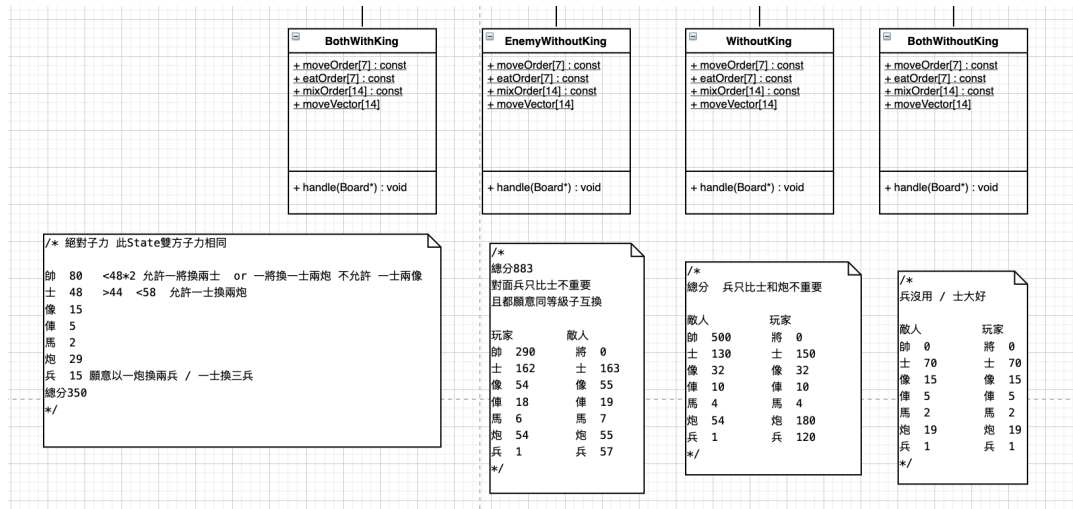 BothWithKing
+ moveOrder[7] : const
+ eatOrder[7] : const
+ mixOrder[14] : const
+ moveVector[14]
+ handle(Board*) : void
EnemyWithoutKing
+ moveOrder[7] : const
+ eatOrder[7] : const
+ mixOrder[14] : const
+ moveVector[14]
+ handle(Board*) : void
WithoutKing
+ moveOrder[7] : const
+ eatOrder[7] : const
+ mixOrder[14] : const
+ moveVector[14]
+ handle(Board*) : void
BothWithoutKing
+ moveOrder[7] : const
+ eatOrder[7] : const
+ mixOrder[14] : const
+ moveVector[14]
+ handle(Board*) : void
/* 絕對子力 此State雙方子力相同
帥 80 <48*2 允許一將換兩士 or 一將換一士兩炮 不允許 一士兩像
士 48 >44 <58 允許一士換兩炮
像 15
俥 5
馬 2
炮 29
兵 15 願意以一炮換兩兵 / 一士換三兵
總分350
*/
/*
總分883
對面兵只比士不重要
且都願意同等級子互換
玩家 敵人
帥 290 將 0
士 162 士 163
像 54 像 55
俥 18 俥 19
馬 6 馬 7
炮 54 炮 55
兵 1 兵 57
*/
/*
總分 兵只比士和炮不重要
敵人 玩家
帥 500 將 0
士 130 士 150
像 32 像 32
俥 10 俥 10
馬 4 馬 4
炮 54 炮 180
兵 1 兵 120
*/
/*
兵沒用 / 士大好
敵人 玩家
帥 0 將 0
士 70 士 70
像 15 像 15
俥 5 俥 5
馬 2 馬 2
炮 19 炮 19
兵 1 兵 1
*/